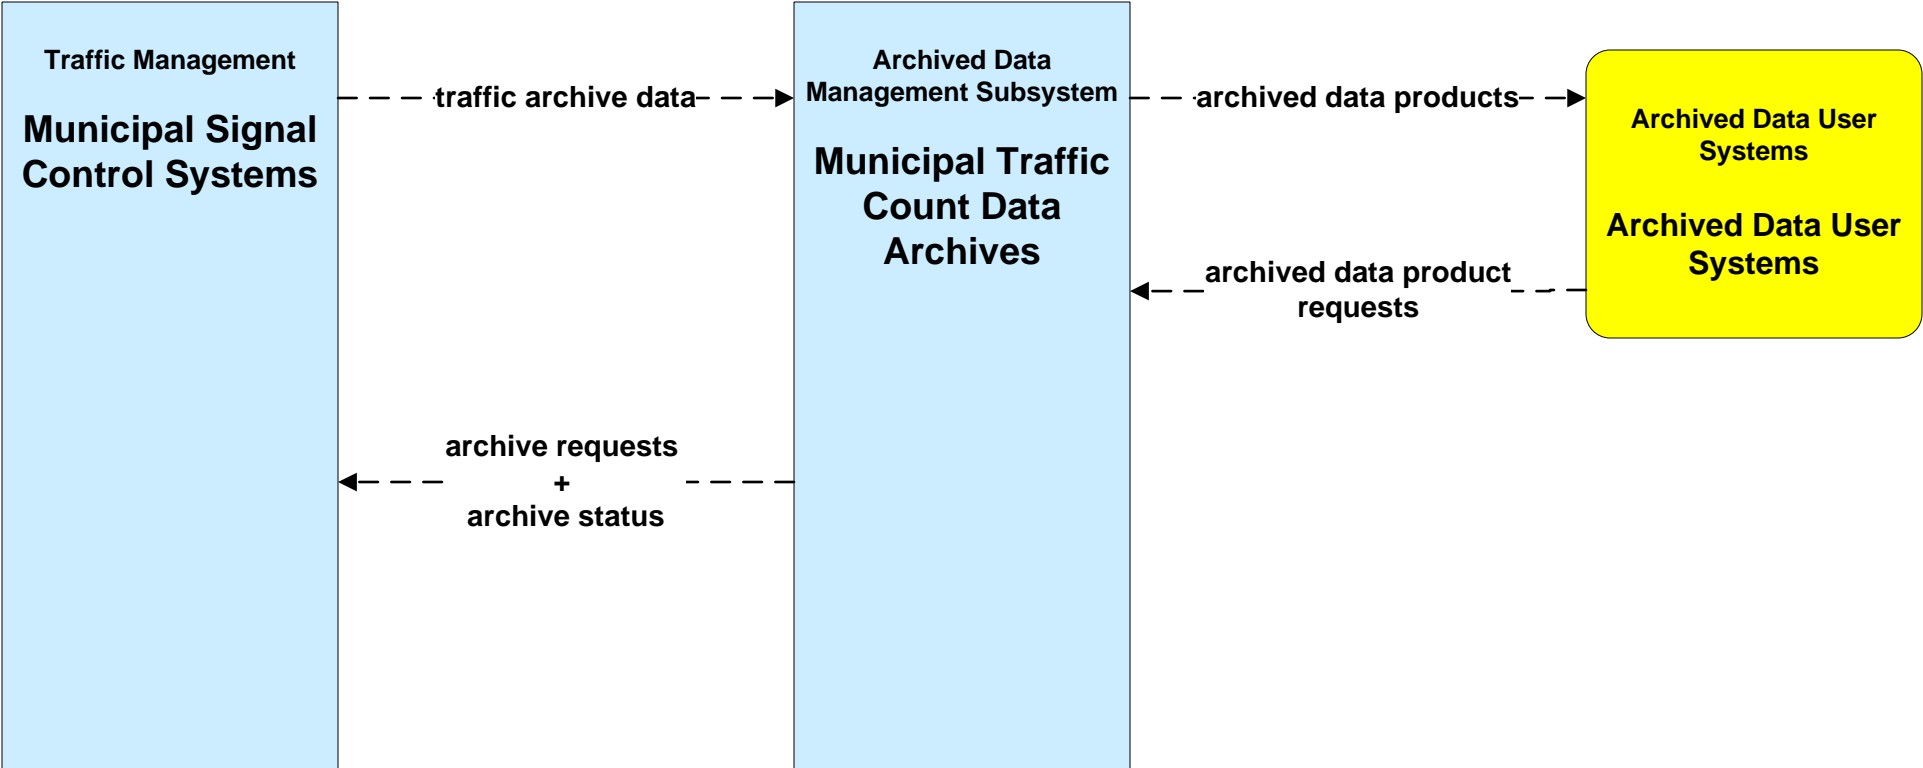 Traffic Management
Municipal Signal
Control Systems
traffic archive data
Archived Data
Management Subsystem
Municipal Traffic
Count Data
Archives
archived data products
Archived Data User
Systems
Archived Data User
Systems
archived data product
requests
archive requests
+
archive status